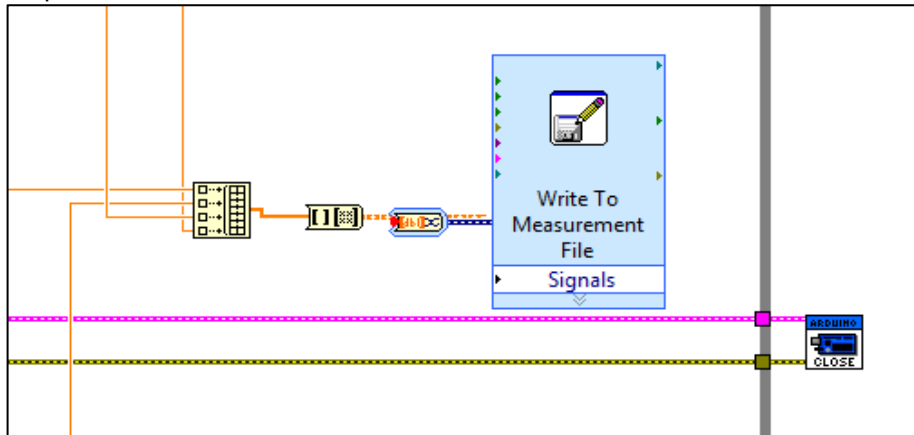 Write To
Measurement
File
Signals
ARDUINO
CLOSE